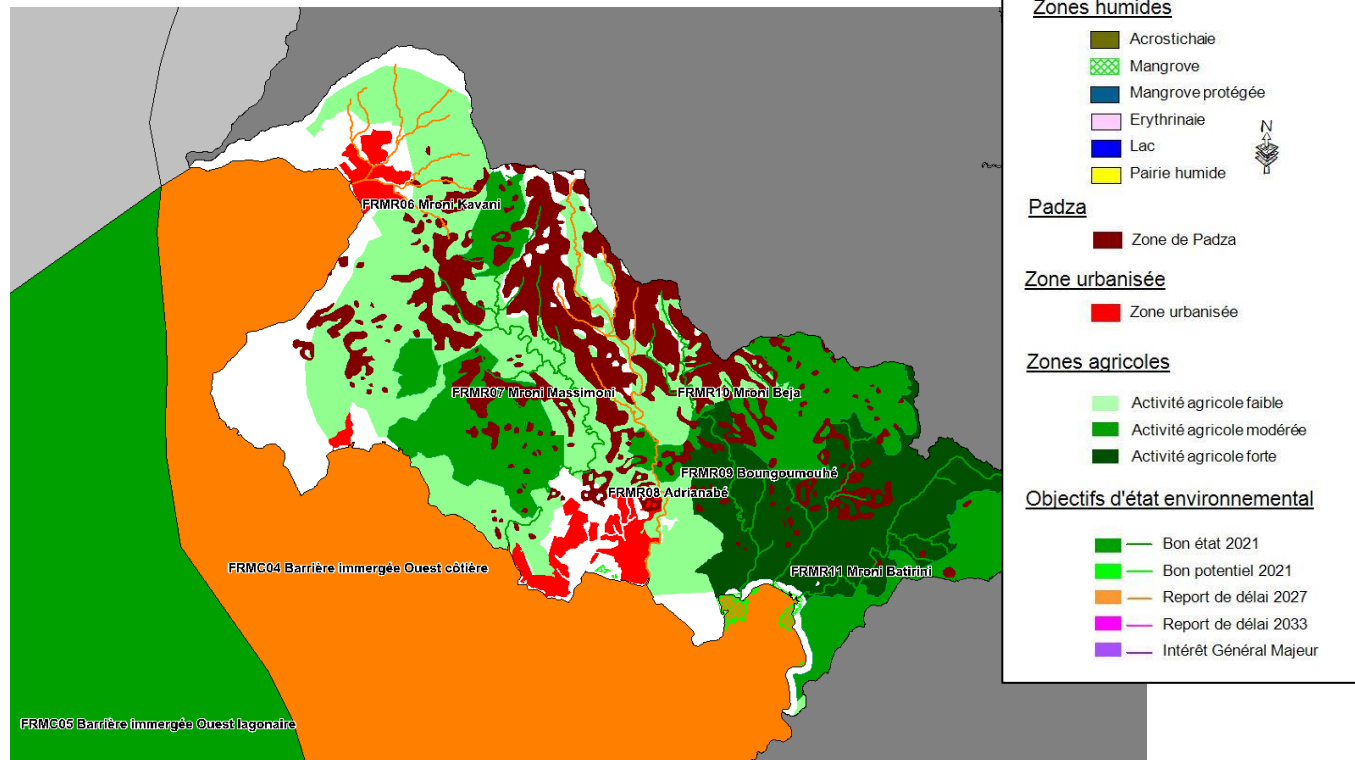 Zones humides
Acrostichaie
Mangrove
Mangrove protégée
Erythrinaie
N
Lac
Pairie humide
Padza
Zone de Padza
Zone urbanisée
Zone urbanisée
Zones agricoles
Activité agricole faible
Activité agricole modérée
Activité agricole forte
Objectifs d'état environnemental
Bon état 2021
Bon potentiel 2021
Report de délai 2027
Report de délai 2033
Intérêt Général Majeur
FRMR06 Mroni Kavani
FRMR07 Mroni Massimoni
FRMR10 Mroni Beja
FRMR09 Boungoumouhé
FRMR08 Adrianabé
FRMC04 Barrière immergée Ouest côtière
FRMR11 Mroni Batirini
FRMC05 Barrière immergée Ouest lagonaire